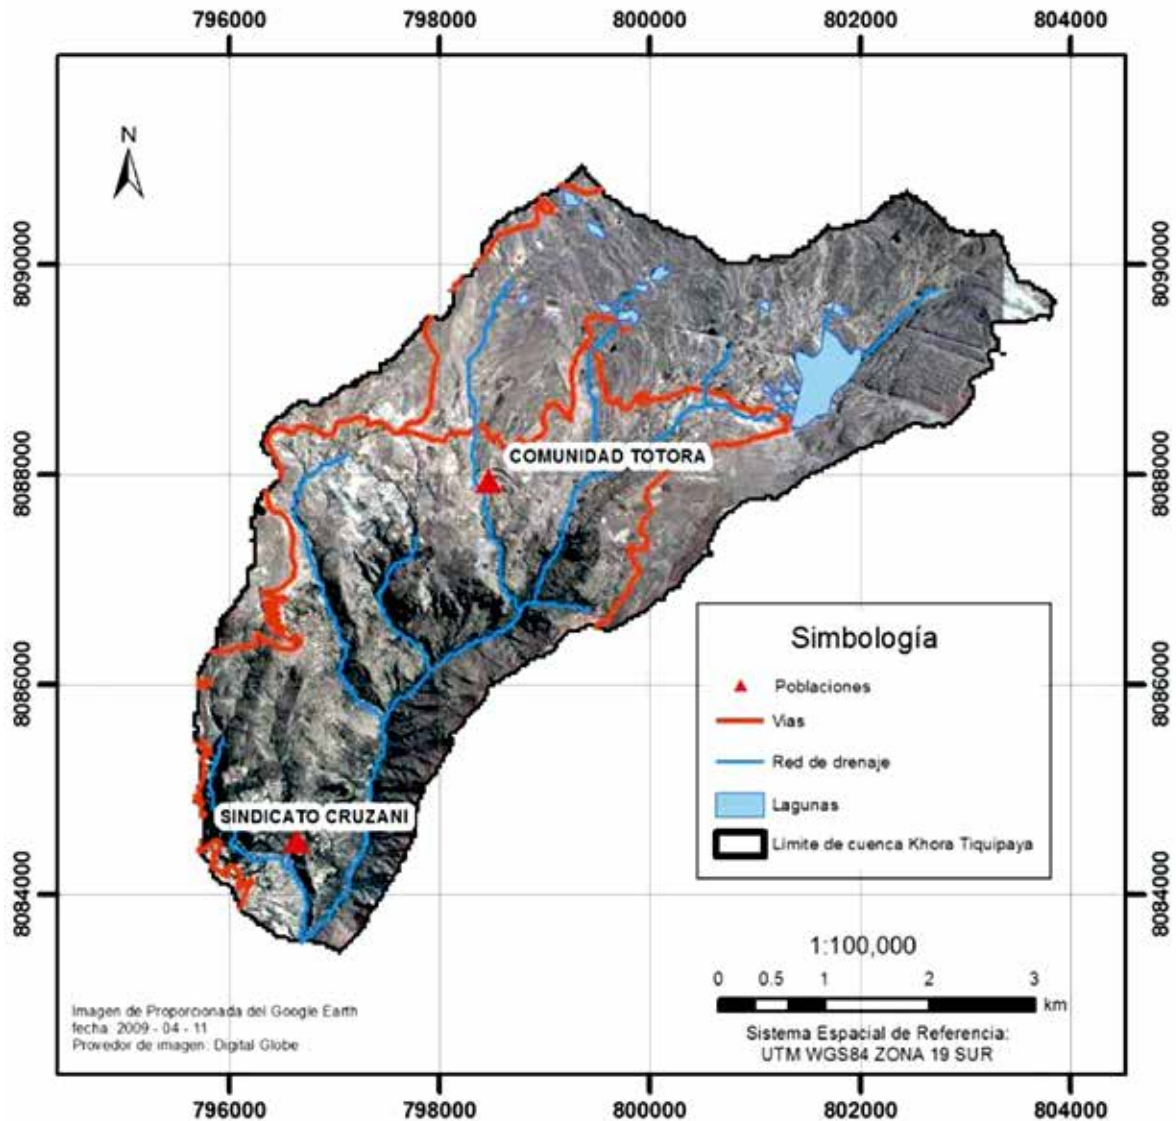 796000 798000 800000 802000 804000
N
8090000 8090000
COMUNIDAD TOTORA
8088000 8088000
Simbología
Poblaciones
8086000 8086000
Vias
Red de drenaje
SINDICATO CRUZANI
Lagunas
Límite de cuenca Khora Tiquipaya
8084000 8084000
1:100,000
0 0.5 1 2 3
km
Imagen de Proporcionada del Google Earth
fecha: 2009 - 04 - 11
Provedor de imagen: Digital Globe
Sistema Espacial de Referencia:
UTM WGS84 ZONA 19 SUR
796000 798000 800000 802000 804000